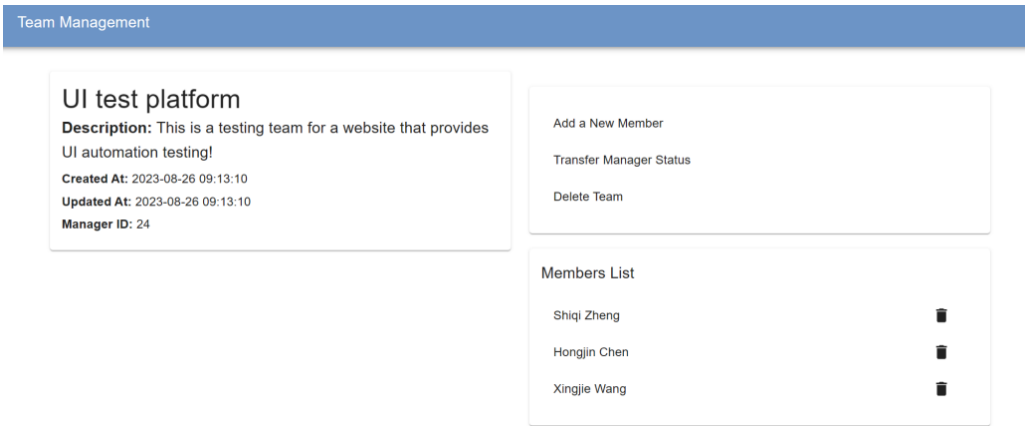 Team Management
UI test platform
Description: This is a testing team for a website that provides
UI automation testing!
Created At: 2023-08-26 09:13:10
Updated At: 2023-08-26 09:13:10
Manager ID: 24
Add a New Member
Transfer Manager Status
Delete Team
Members List
Shiqi Zheng
Hongjin Chen
Xingjie Wang